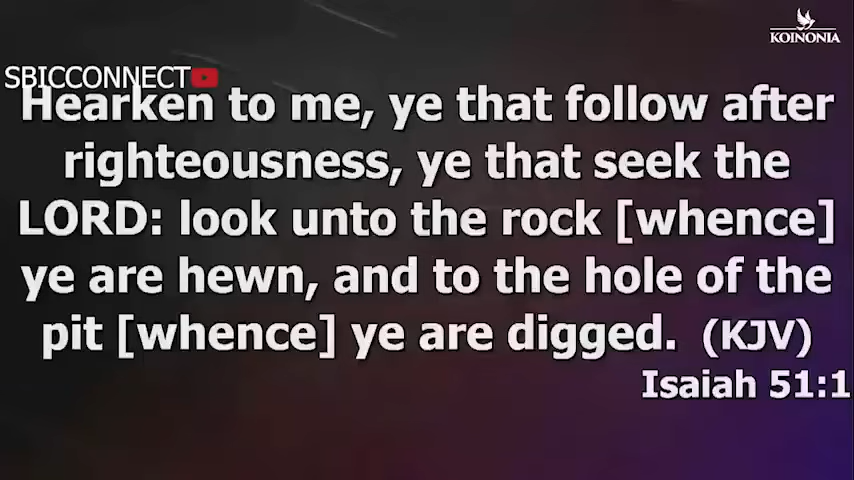 KOINONIA
SBICCONNECT
Hearken to me, ye that follow after
righteousness, ye that seek the
LORD: look unto the rock [whence]
ye are hewn, and to the hole of the
pit [whence] ye are digged. (KJV)
Isaiah 51:1